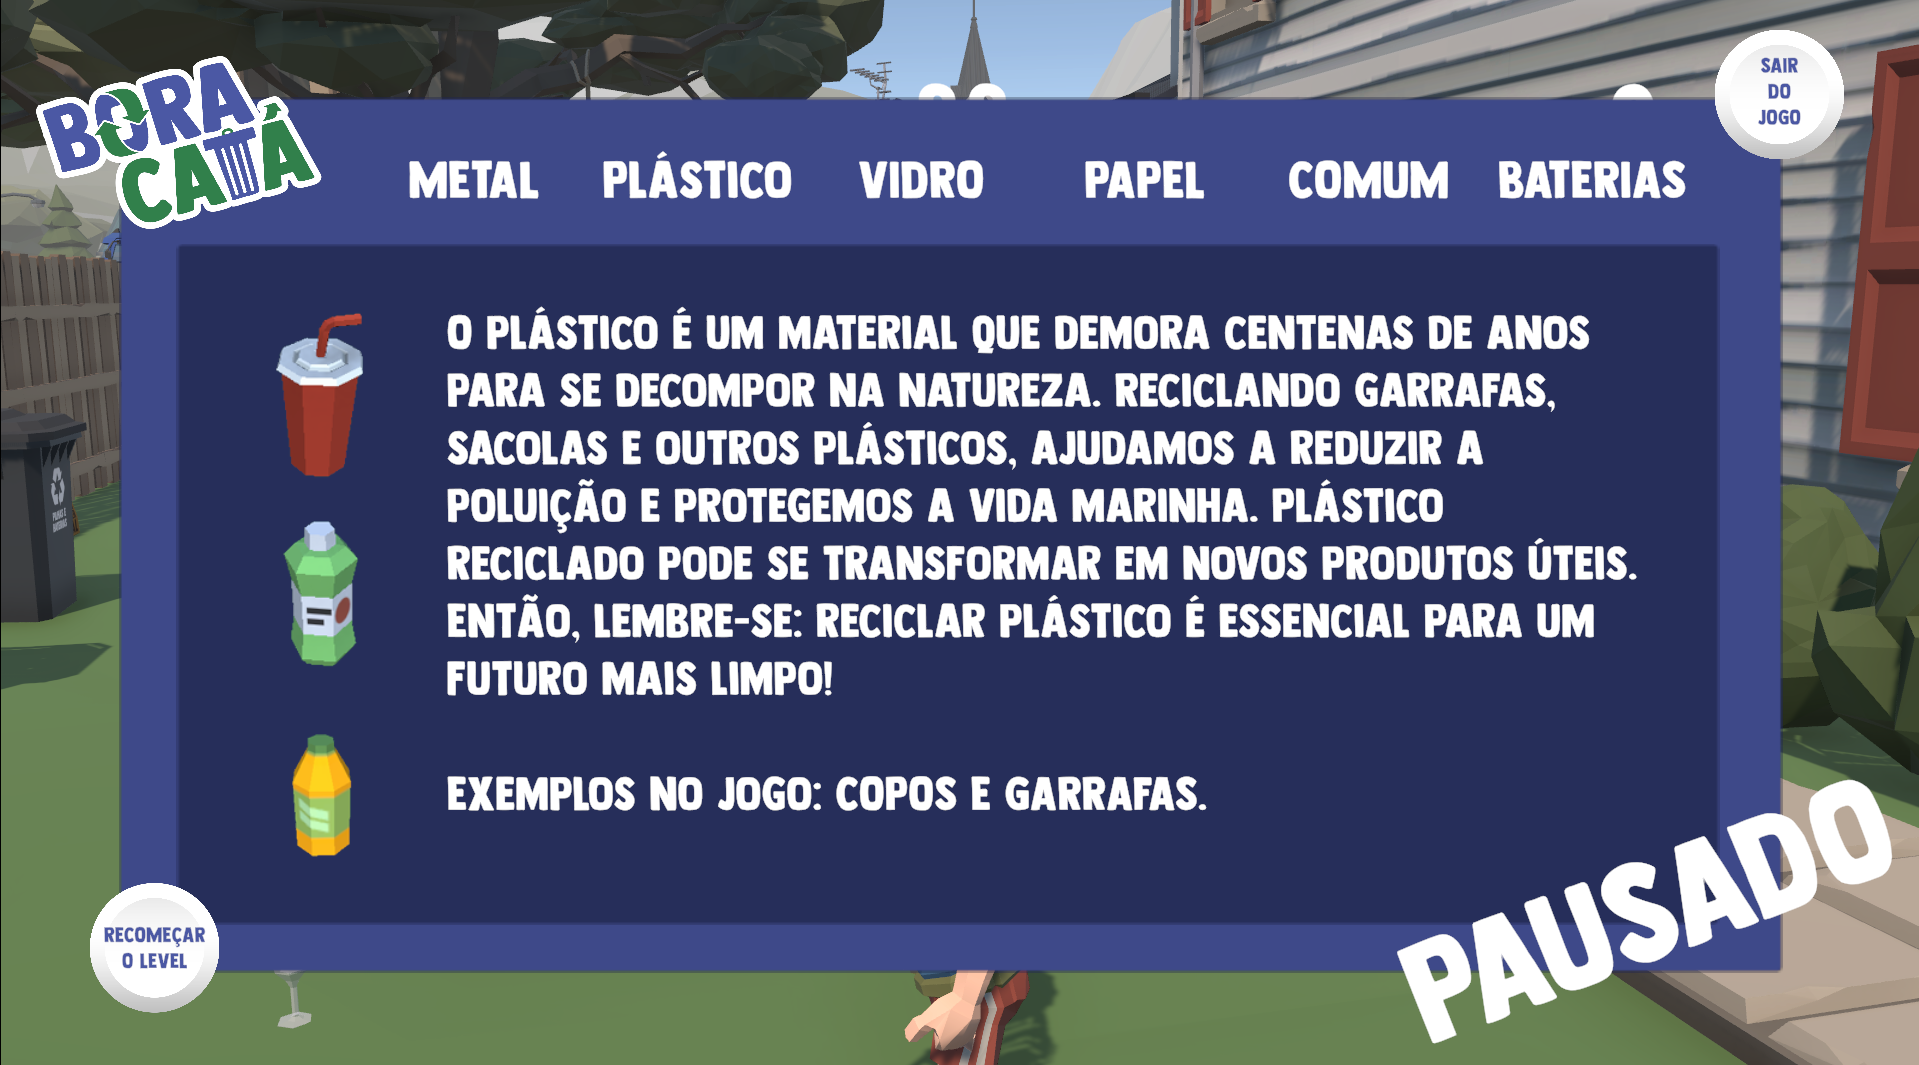 BORA
CATÁ
SAIR
DO
JOGO
METAL PLÁSTICO VIDRO PAPEL COMUM BATERIAS
O PLÁSTICO É UM MATERIAL QUE DEMORA CENTENAS DE ANOS
PARA SE DECOMPOR NA NATUREZA. RECICLANDO GARRAFAS,
SACOLAS E OUTROS PLÁSTICOS, AJUDAMOS A REDUZIR A
POLUIÇÃO E PROTEGEMOS A VIDA MARINHA. PLÁSTICO
RECICLADO PODE SE TRANSFORMAR EM NOVOS PRODUTOS ÚTEIS.
ENTÃO, LEMBRE-SE: RECICLAR PLÁSTICO É ESSENCIAL PARA UM
FUTURO MAIS LIMPO!
EXEMPLOS NO JOGO: COPOS E GARRAFAS.
RECOMEÇAR
O LEVEL
PAUSADO